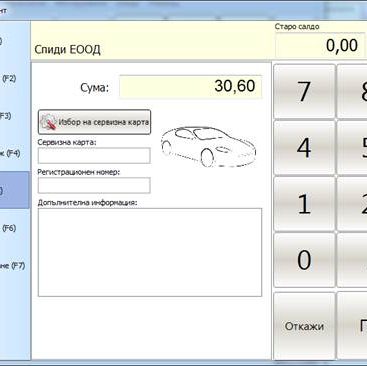 нт
Старо салдо
Спиди ЕООД
0,00
)
(F2)
Сума:
30,60
7
8
F3)
Избор на сервизна карта
Сервизна карта:
к (F4)
4
5
Регистрационен номер:
)
Допълнителна информация:
1
2
(F6)
не (F7)
0
Откажи